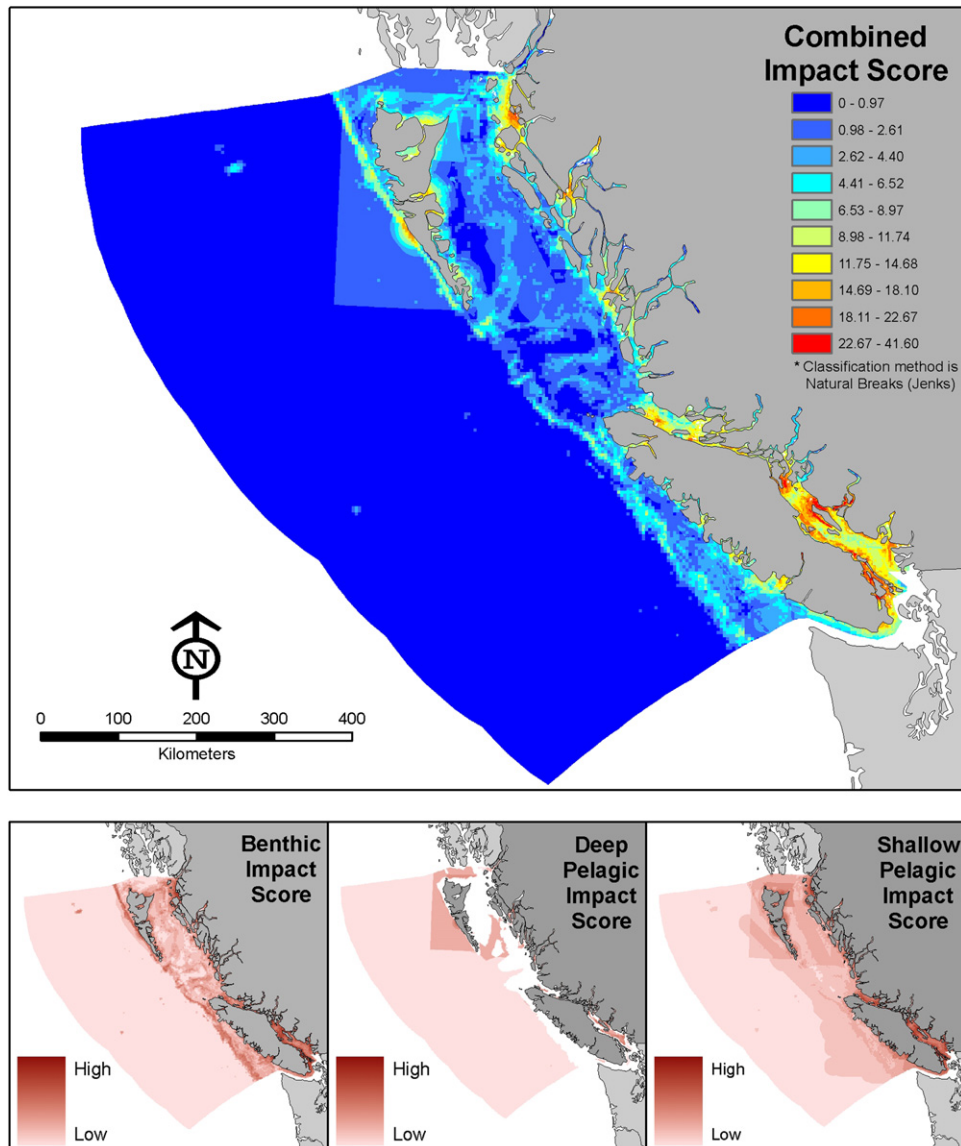 Combined
Impact Score
0 - 0.97
0.98 - 2.61
2.62 - 4.40
4.41 - 6.52
6.53 - 8.97
8.98 - 11.74
11.75 - 14.68
14.69 - 18.10
18.11 - 22.67
22.67 - 41.60
* Classification method is
Natural Breaks (Jenks)
N
0 100 200 300 400
Kilometers
Benthic
Impact
Score
High
Low
Deep
Pelagic
Impact
Score
High
Low
Shallow
Pelagic
Impact
Score
High
Low